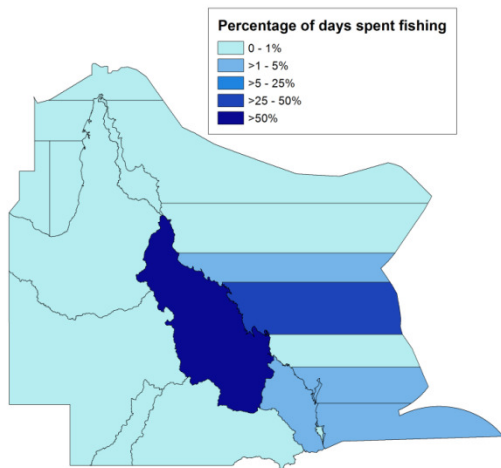 Percentage of days spent fishing
0 - 1%
>1 - 5%
>5 - 25%
>25 - 50%
>50%